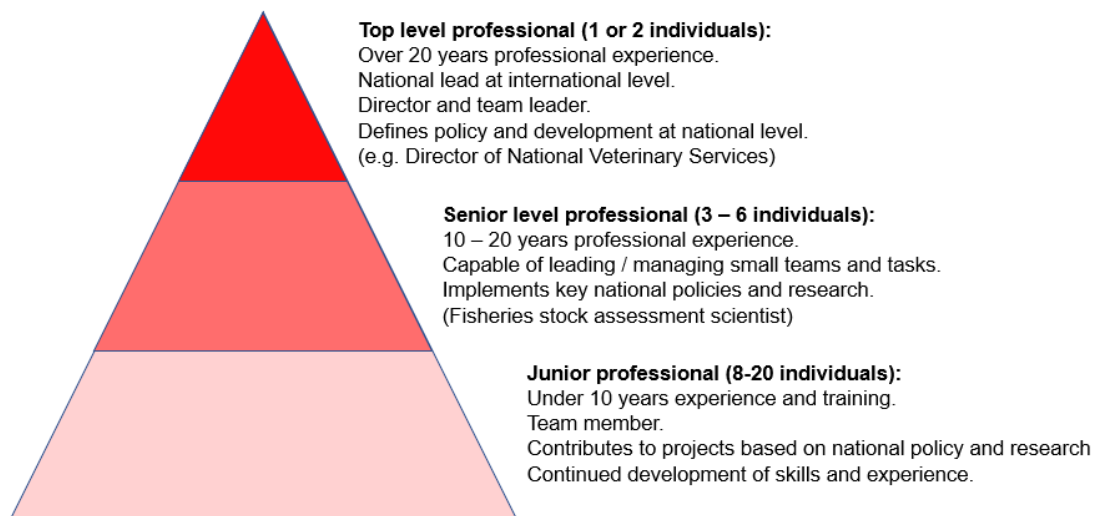 Top level professional (1 or 2 individuals):
Over 20 years professional experience.
National lead at international level.
Director and team leader.
Defines policy and development at national level.
(e.g. Director of National Veterinary Services)
Senior level professional (3 – 6 individuals):
10 – 20 years professional experience.
Capable of leading / managing small teams and tasks.
Implements key national policies and research.
(Fisheries stock assessment scientist)
Junior professional (8-20 individuals):
Under 10 years experience and training.
Team member.
Contributes to projects based on national policy and research
Continued development of skills and experience.